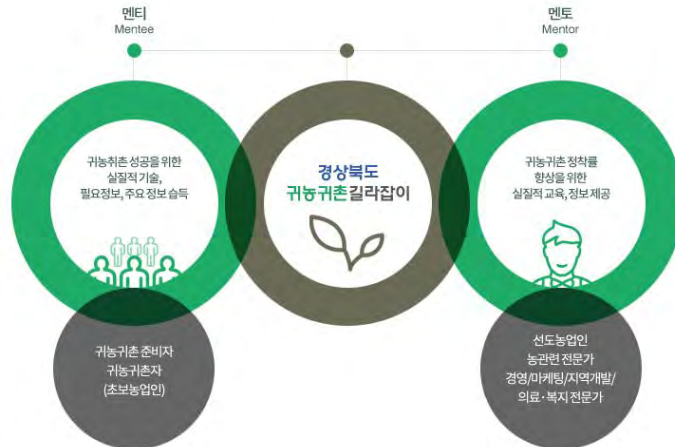 멘티
Mentee
멘토
Mentor
귀농취촌 성공을 위한
실질적 기술,
필요정보, 주요 정보 습득
경상북도
귀농귀촌길라잡이
귀농귀촌 정착률
향상을 위한
실질적 교육, 정보 제공
귀농귀촌 준비자
귀농귀촌자
(초보농업인)
선도농업인
농관련 전문가
경영/마케팅/지역개발/
의료·복지 전문가